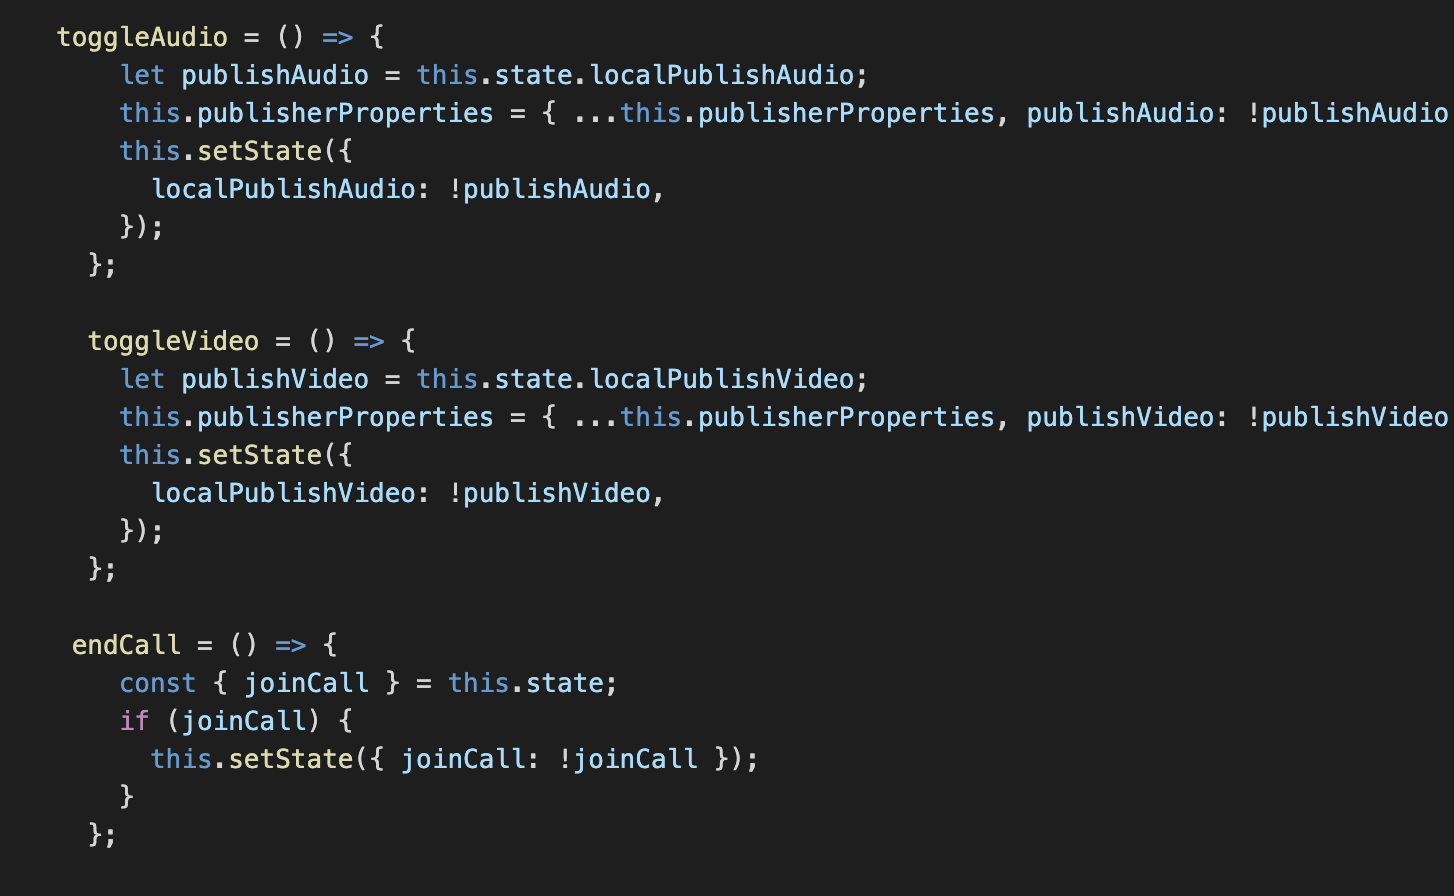 toggleAudio = () => {
let publishAudio = this.state.localPublishAudio;
this.publisherProperties = { ...this.publisherProperties, publishAudio: !publishAudio
this.setState({
localPublishAudio: !publishAudio,
});
};
toggleVideo = () => {
let publishVideo = this.state.localPublishVideo;
this.publisherProperties = { ...this.publisherProperties, publishVideo: !publishVideo
this.setState({
localPublishVideo: !publishVideo,
});
};
endCall = () => {
const { joinCall } = this.state;
if (joinCall) {
this.setState({ joinCall: !joinCall });
}
};